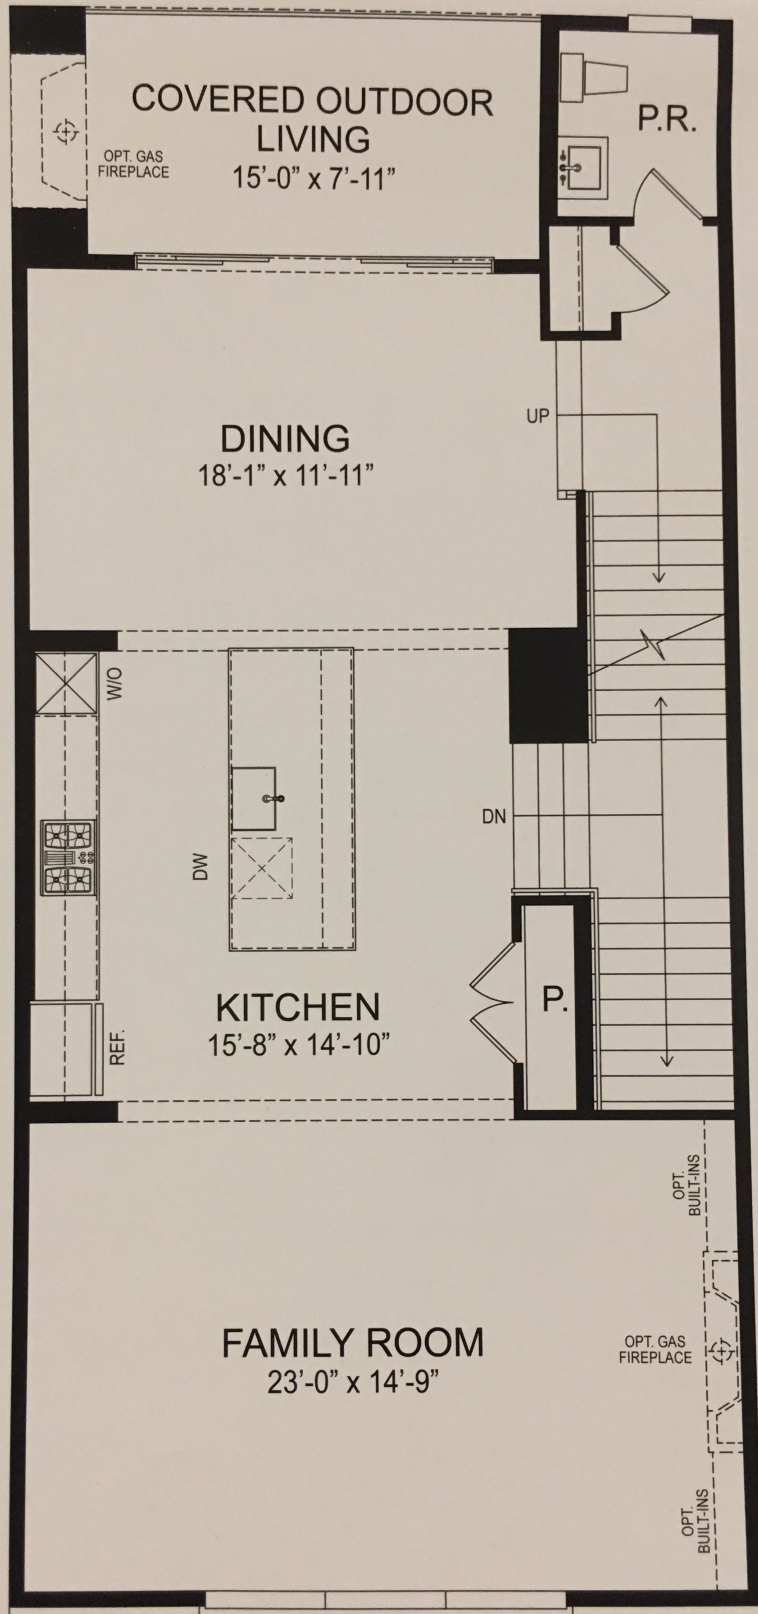 COVERED OUTDOOR
LIVING
15'-0" x 7'-11"
OPT. GAS
FIREPLACE
P.R.
DINING
18'-1" x 11'-11"
UP
W/O
DN
DW
KITCHEN
15'-8" x 14'-10"
P.
REF.
OPT.
BUILT-INS
FAMILY ROOM
23'-0" x 14'-9"
OPT. GAS
FIREPLACE
OPT.
BUILT-INS